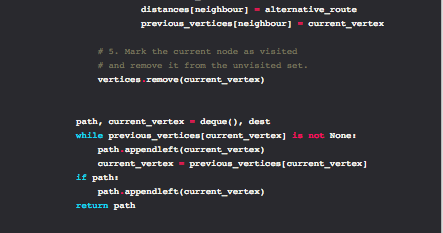 distances[neighbour] = alternative_route
previous_vertices[neighbour] = current_vertex
# 5. Mark the current node as visited
# and remove it from the unvisited set.
vertices.remove(current_vertex)
path, current_vertex = deque(), dest
while previous_vertices[current_vertex] is not None:
path.appendleft(current_vertex)
current_vertex = previous_vertices[current_vertex]
if path:
path.appendleft(current_vertex)
return path